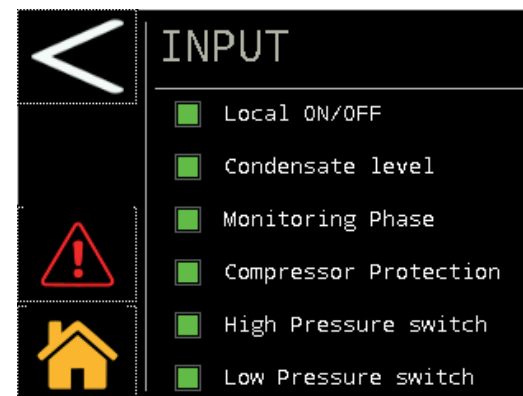 INPUT
Local ON/OFF
Condensate level
Monitoring Phase
Compressor Protection
High Pressure switch
Low Pressure switch